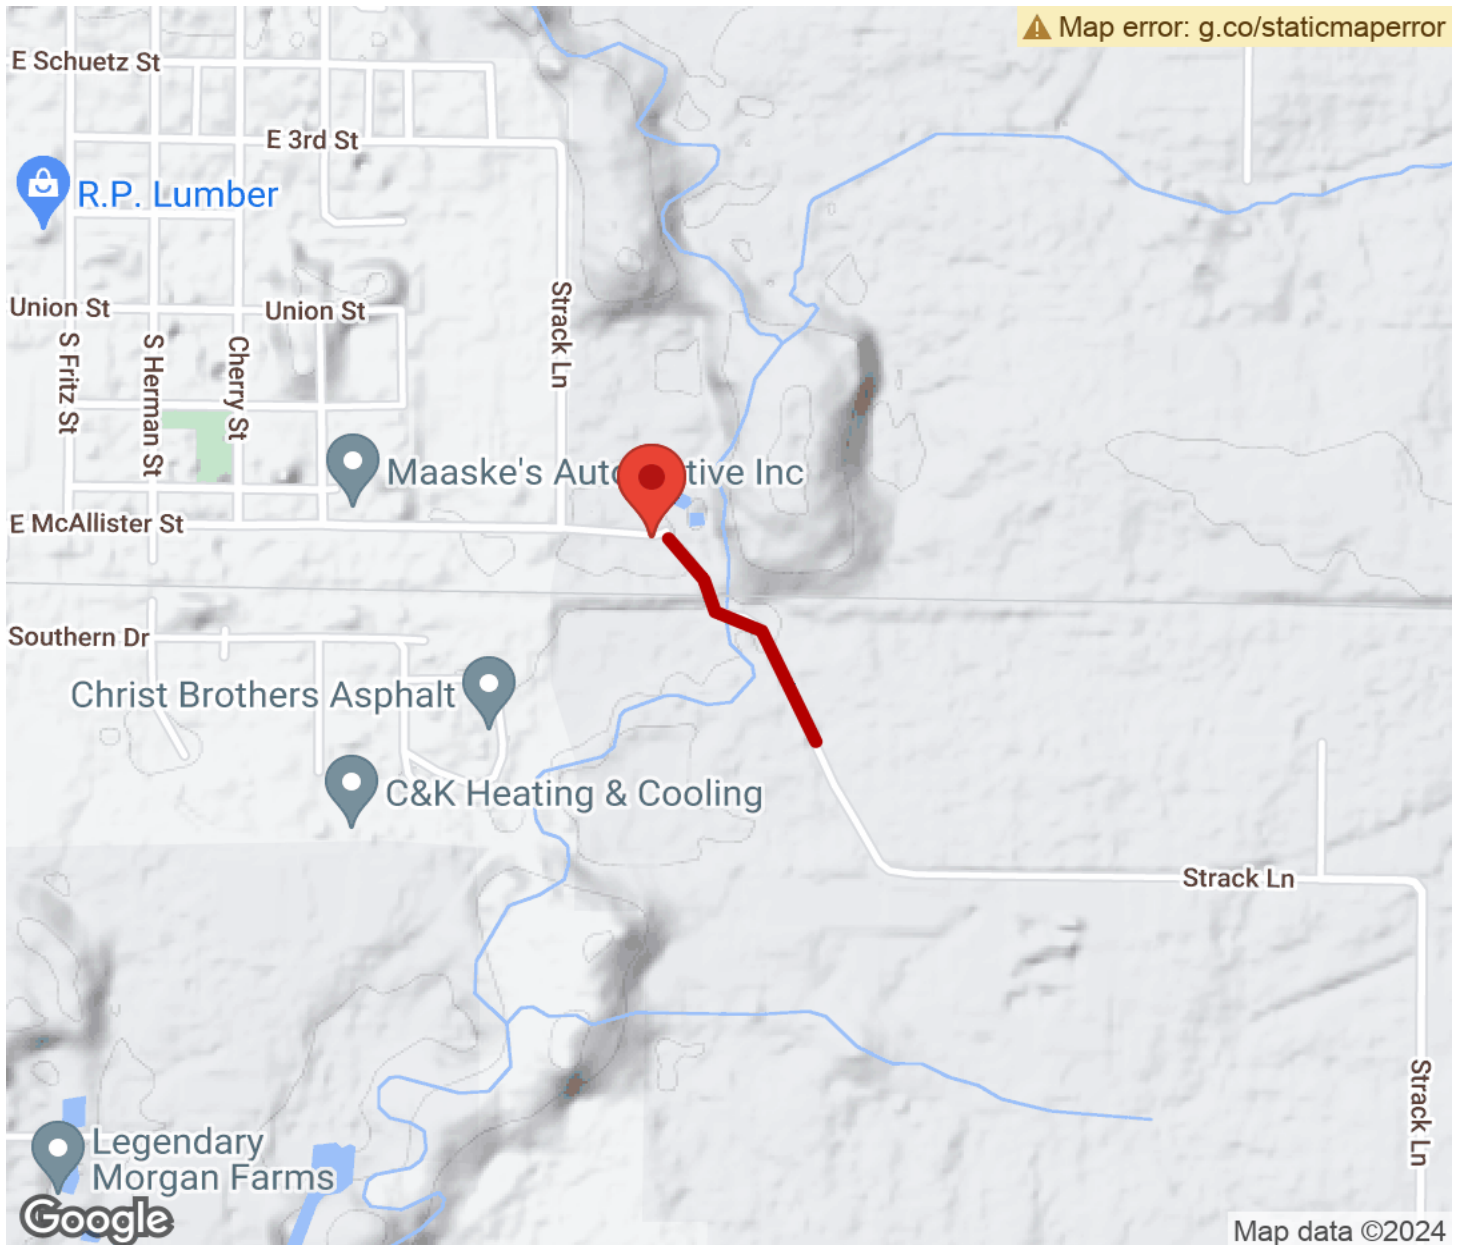 Map error: g.co/staticmaperror
E Schuetz St
E 3rd St
R.P. Lumber
Union St
Union St
Strack Ln
S Fritz St
S Herman St
Cherry St
Maaske's Auto
tive Inc
E McAllister St
Southern Dr
Christ Brothers Asphalt
C&K Heating & Cooling
Strack Ln
Strack Ln
Legendary
Morgan Farms
Google
Map data ©2024